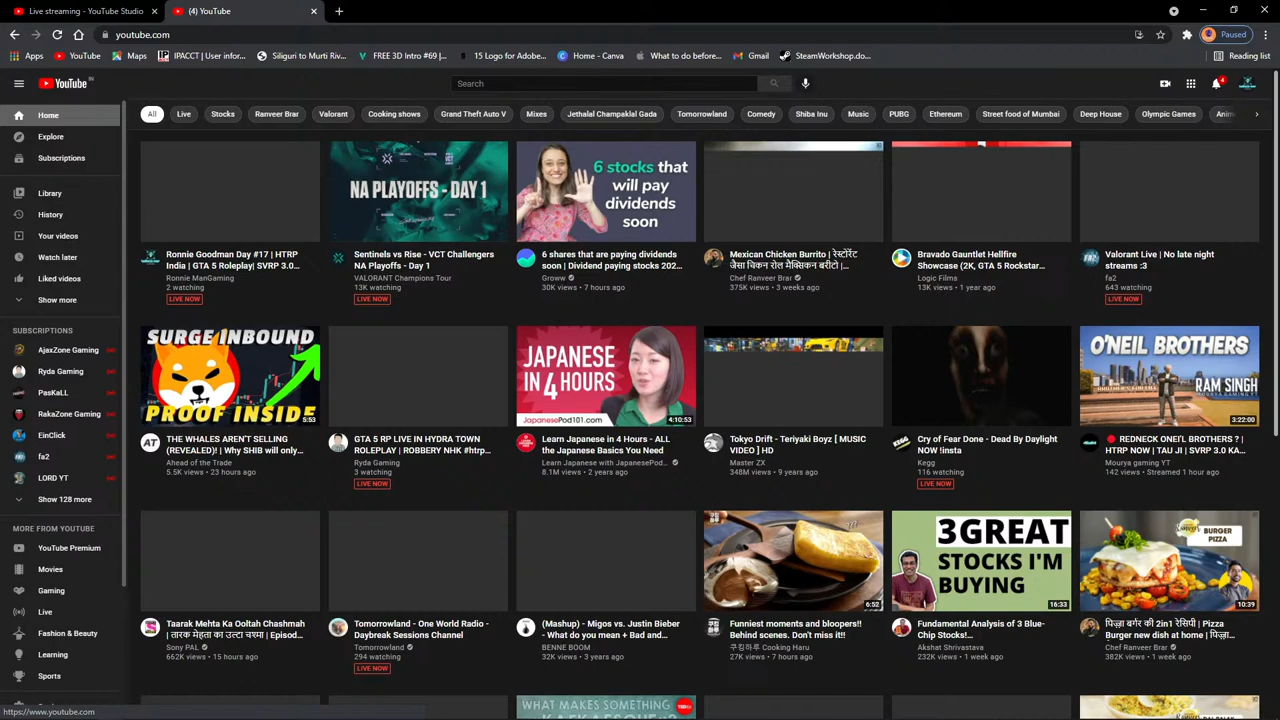 Live streaming - YouTube Studio
(4) YouTube
youtube.com
Paused
Apps
YouTube
Maps
IPACCT | User infor...
Siliguri to Murti Riv...
FREE 3D Intro #69 |...
15 Logo for Adobe...
Home - Canva
What to do before...
Gmail
SteamWorkshop.do...
Reading list
YouTube IN
Search
4
Home
Explore
Subscriptions
Library
History
Your videos
Watch later
Liked videos
Show more
SUBSCRIPTIONS
AjaxZone Gaming
Ryda Gaming
PasKaLL
RakaZone Gaming
EinClick
fa2
LORD YT
Show 128 more
MORE FROM YOUTUBE
YouTube Premium
Movies
Gaming
Live
Fashion & Beauty
Learning
Sports
All
Live
Stocks
Ranveer Brar
Valorant
Cooking shows
Grand Theft Auto V
Mixes
Jethalal Champaklal Gada
Tomorrowland
Comedy
Shiba Inu
Music
PUBG
Ethereum
Street food of Mumbai
Deep House
Olympic Games
Anim
Ronnie Goodman Day #17 | HTRP
India | GTA 5 Roleplay| SVRP 3.0...
Ronnie ManGaming
2 watching
LIVE NOW
VCT
NA PLAYOFFS - DAY 1
Sentinels vs Rise - VCT Challengers
NA Playoffs - Day 1
VALORANT Champions Tour
13K watching
LIVE NOW
6 stocks that
will pay
dividends
soon
6 shares that are paying dividends
soon | Dividend paying stocks 202...
Groww
30K views • 7 hours ago
Mexican Chicken Burrito | रेस्टोरेंट
जैसा चिकन रोल मेक्सिकन बरीटो |...
Chef Ranveer Brar
375K views • 3 weeks ago
Bravado Gauntlet Hellfire
Showcase (2K, GTA 5 Rockstar...
Logic Films
13K views • 1 year ago
Valorant Live | No late night
streams :3
fa2
643 watching
LIVE NOW
SURGE INBOUND
PROOF INSIDE
5:53
THE WHALES AREN'T SELLING
(REVEALED)! | Why SHIB will only...
Ahead of the Trade
5.5K views • 23 hours ago
GTA 5 RP LIVE IN HYDRA TOWN
ROLEPLAY | ROBBERY NHK #htrp...
Ryda Gaming
3 watching
LIVE NOW
JAPANESE
IN 4 HOURS
JapanesePod101.com
4:10:53
Learn Japanese in 4 Hours - ALL
the Japanese Basics You Need
Learn Japanese with JapanesePod...
8.1M views • 2 years ago
Tokyo Drift - Teriyaki Boyz [ MUSIC
VIDEO ] HD
Master ZX
348M views • 9 years ago
Cry of Fear Done - Dead By Daylight
NOW !insta
Kegg
116 watching
LIVE NOW
O'NEIL BROTHERS
RAM SINGH
3:22:00
REDNECK ONEI'L BROTHERS ? |
HTRP NOW | TAU JI | SVRP 3.0 KA...
Mourya gaming YT
142 views • Streamed 1 hour ago
Taarak Mehta Ka Ooltah Chashmah
| तारक मेहता का उल्टा चश्मा | Episod...
Sony PAL
662K views • 15 hours ago
Tomorrowland - One World Radio -
Daybreak Sessions Channel
Tomorrowland
294 watching
LIVE NOW
(Mashup) - Migos vs. Justin Bieber
- What do you mean + Bad and...
BENNE BOOM
32K views • 3 years ago
6:52
Funniest moments and bloopers!!
Behind scenes. Don't miss it!!
쿠킹하루 Cooking Haru
27K views • 7 hours ago
3 GREAT
STOCKS I'M
BUYING
16:33
Fundamental Analysis of 3 Blue-
Chip Stocks!...
Akshat Shrivastava
232K views • 1 week ago
BURGER
PIZZA
10:39
पिज़्ज़ा बर्गर की 2in1 रेसिपी | Pizza
Burger new dish at home | पिज़्ज़ा...
Chef Ranveer Brar
382K views • 1 week ago
WHAT MAKES SOMETHING
https://www.youtube.com